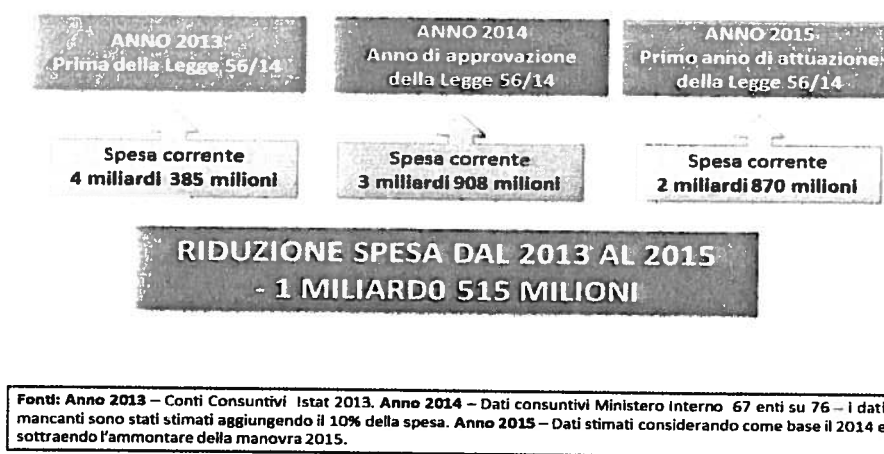 ANNO 2013
Prima della Legge 56/14
ANNO 2014
Anno di approvazione
della Legge 56/14
ANNO 2015
Primo anno di attuazione
della Legge 56/14
Spesa corrente
4 miliardi 385 milioni
Spesa corrente
3 miliardi 908 milioni
Spesa corrente
2 miliardi 870 milioni
RIDUZIONE SPESA DAL 2013 AL 2015
- 1 MILIARDO 515 MILIONI
Fonti: Anno 2013 – Conti Consuntivi Istat 2013. Anno 2014 – Dati consuntivi Ministero Interno 67 enti su 76 – i dati
mancanti sono stati stimati aggiungendo il 10% della spesa. Anno 2015 – Dati stimati considerando come base il 2014 e
sottraendo l'ammontare della manovra 2015.